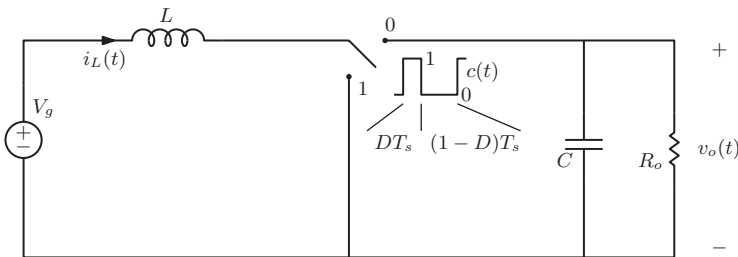 L
0
i_L(t)
1
c(t)
+
1
0
V_g
+
−
DT_s
(1 − D)T_s
C
R_o
v_o(t)
−